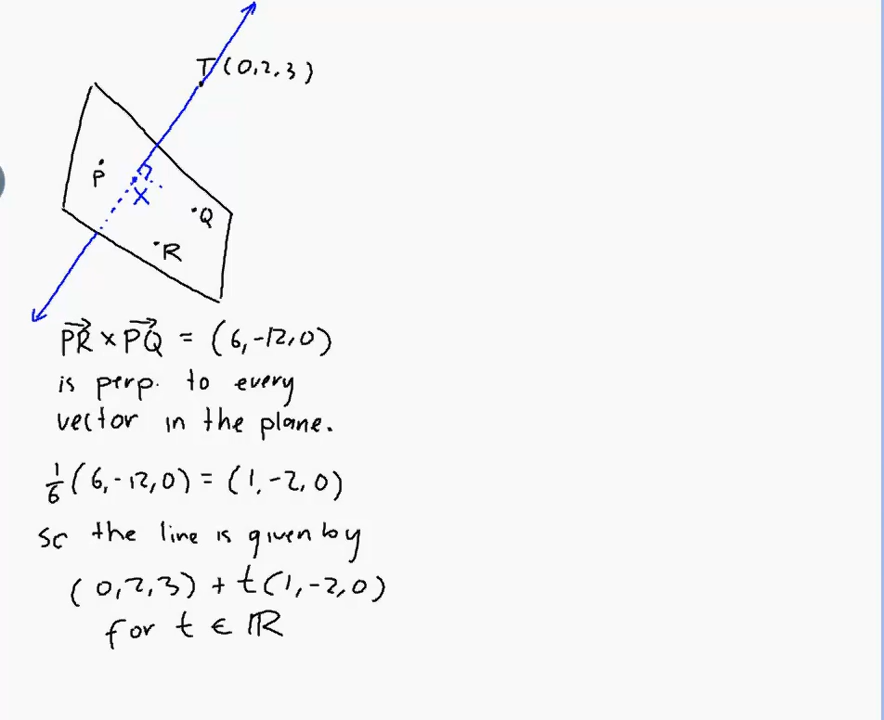 T(0,2,3)
P
X
Q
R
PR × PQ = (6,-12,0)
is perp. to every
vector in the plane.
1/6(6,-12,0) = (1,-2,0)
so the line is given by
(0,2,3) + t(1,-2,0)
for t ∈ ℝ